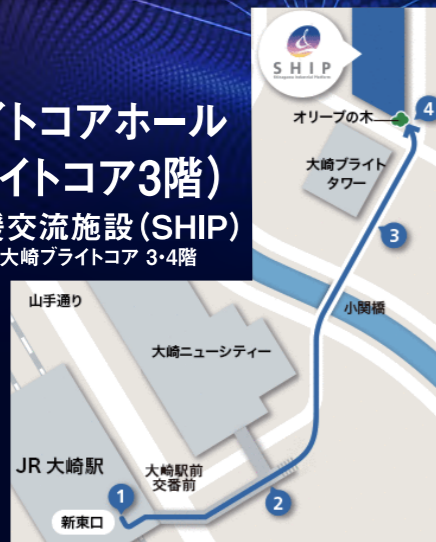 SHIP
Shinagawa Industrial Platform
イトコアホール
イトコア3階)
援交流施設(SHIP)
大崎ブライトコア 3・4階
オリーブの木
4
大崎ブライト
タワー
3
山手通り
小関橋
大崎ニューシティー
JR 大崎駅
大崎駅前
交番前
1
新東口
2